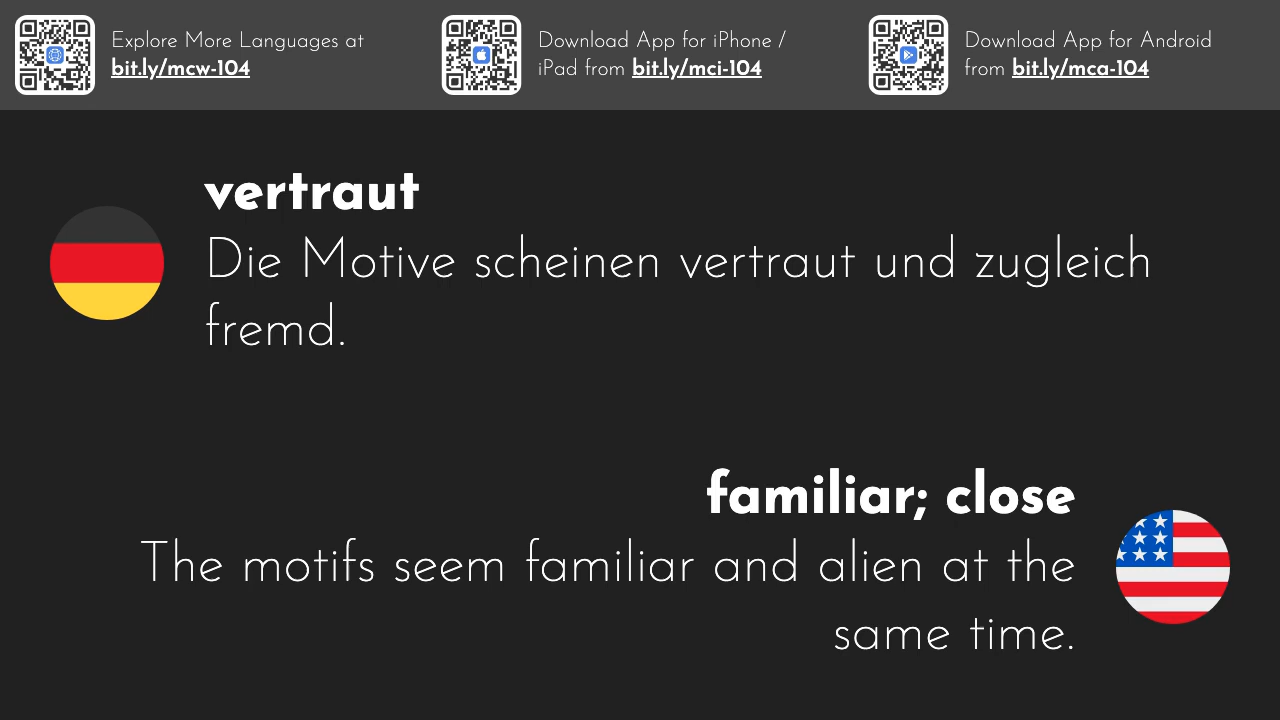 Explore More Languages at
bit.ly/mcw-104
Download App for iPhone /
iPad from bit.ly/mci-104
Download App for Android
from bit.ly/mca-104
vertraut
Die Motive scheinen vertraut und zugleich
fremd.
familiar; close
The motifs seem familiar and alien at the
same time.